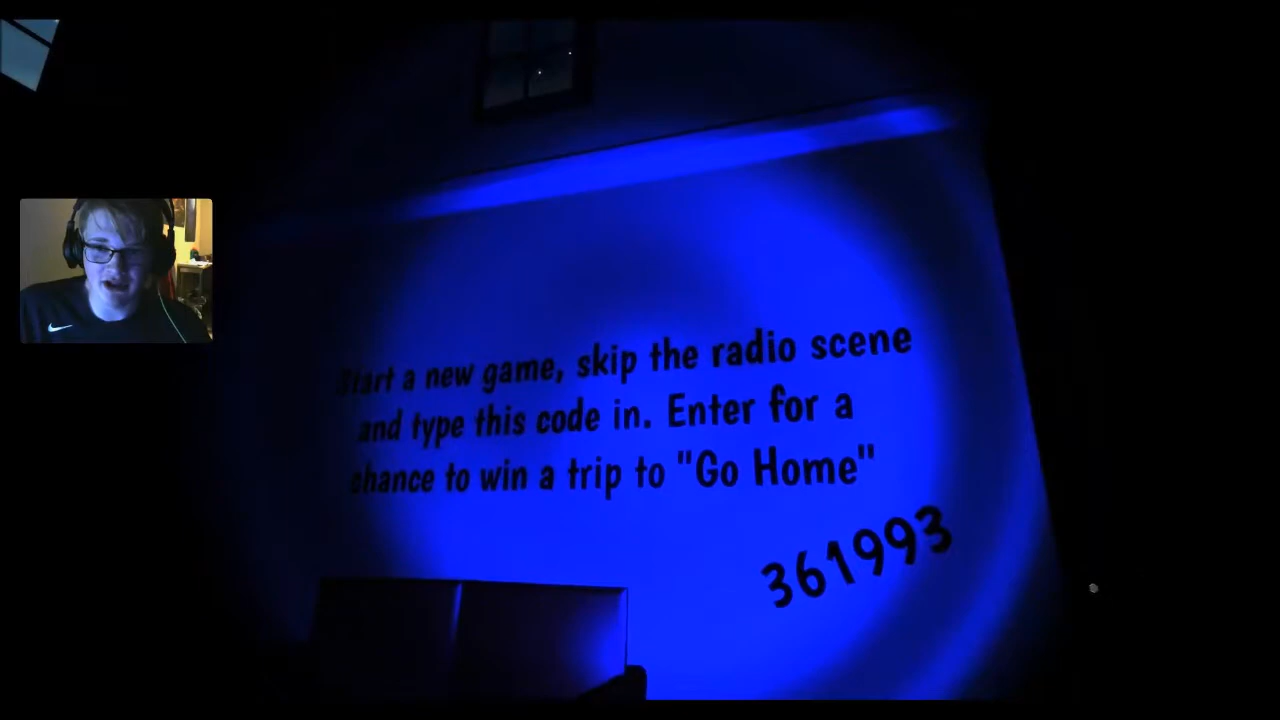 Start a new game, skip the radio scene
and type this code in. Enter for a
chance to win a trip to "Go Home"
361993